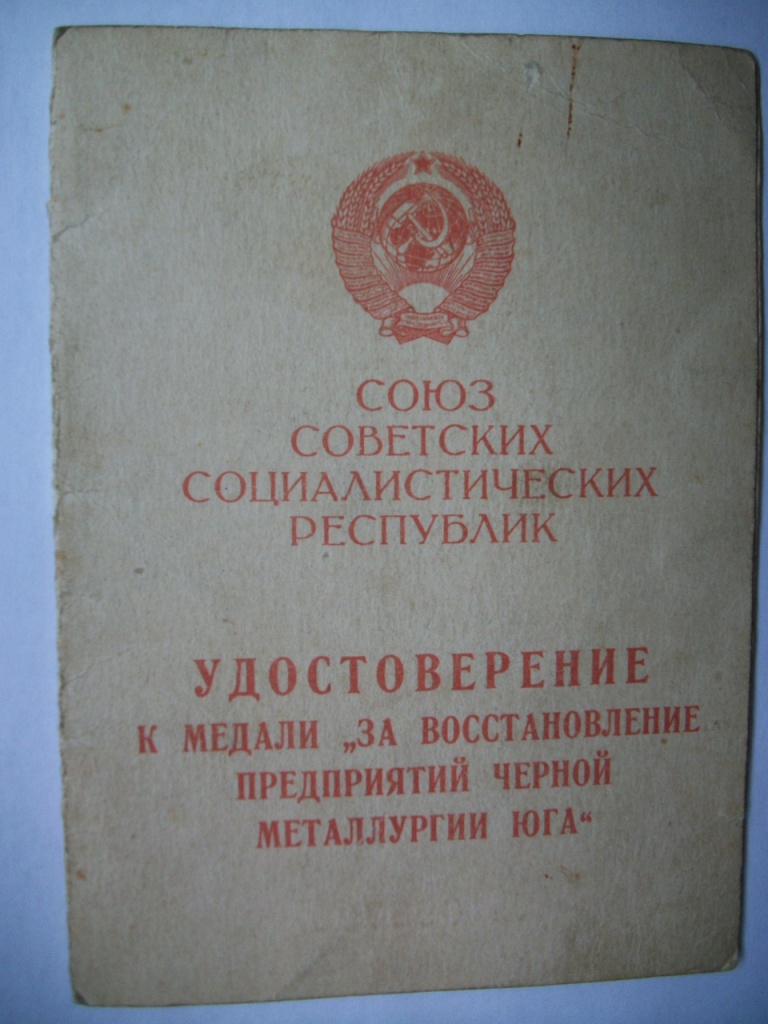 СОЮЗ
СОВЕТСКИХ
СОЦИАЛИСТИЧЕСКИХ
РЕСПУБЛИК
УДОСТОВЕРЕНИЕ
К МЕДАЛИ „ЗА ВОССТАНОВЛЕНИЕ
ПРЕДПРИЯТИЙ ЧЕРНОЙ
МЕТАЛЛУРГИИ ЮГА“